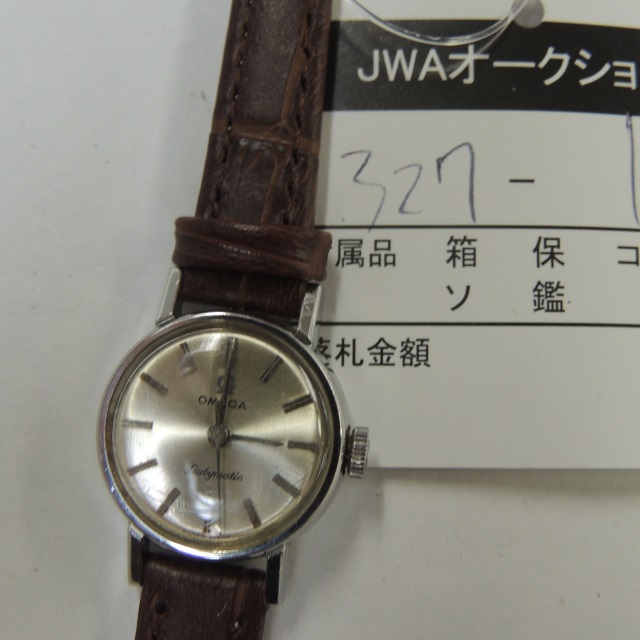 JWAオークショ
327 - 1
属品 箱 保 コ
ソ 鑑
札金額
OMEGA
Ladymatic